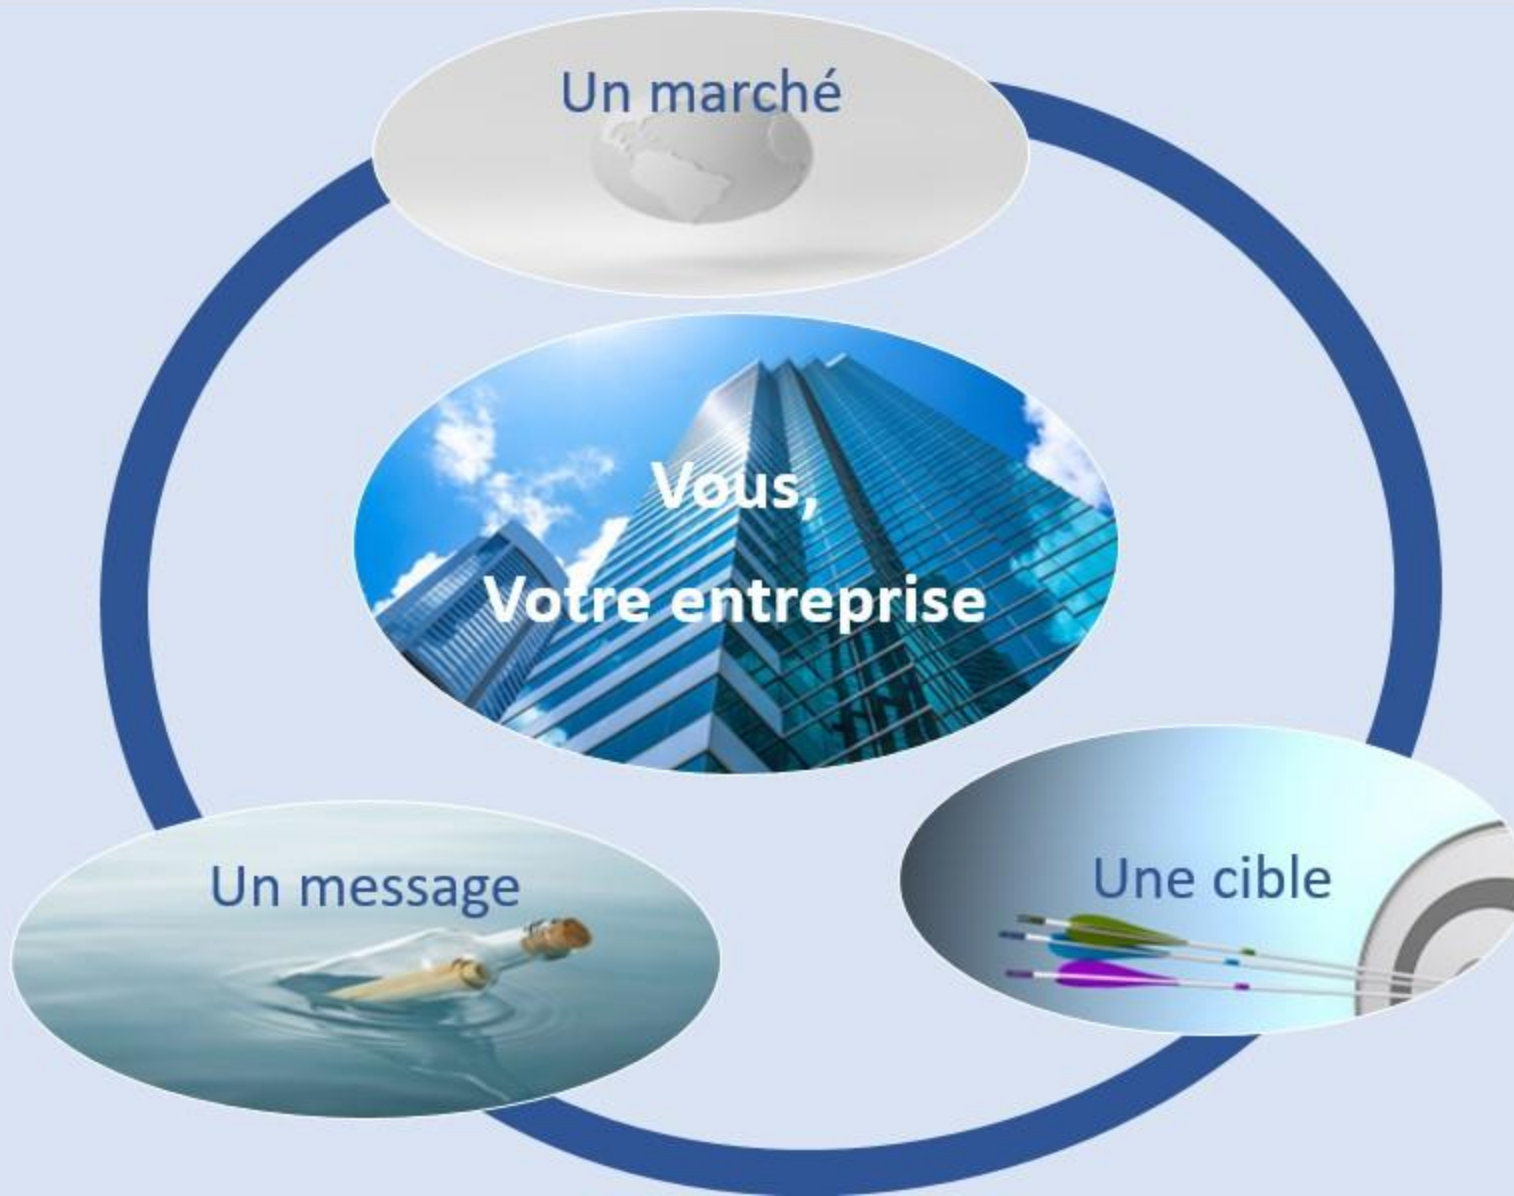 Un marché
Vous,
Votre entreprise
Un message
Une cible